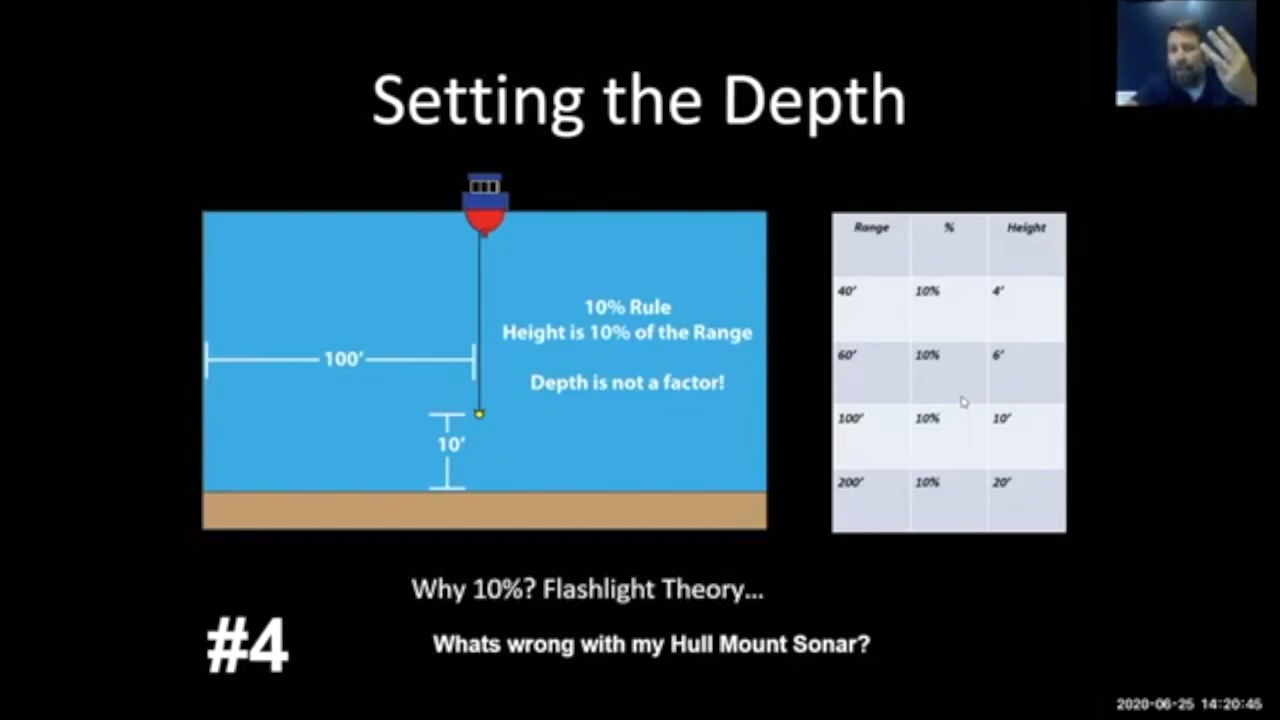 Setting the Depth
10% Rule
Height is 10% of the Range
100'
Depth is not a factor!
10'
Range % Height
40' 10% 4'
60' 10% 6'
100' 10% 10'
200' 10% 20'
Why 10%? Flashlight Theory...
#4
Whats wrong with my Hull Mount Sonar?
2020-06-25 14:20:45